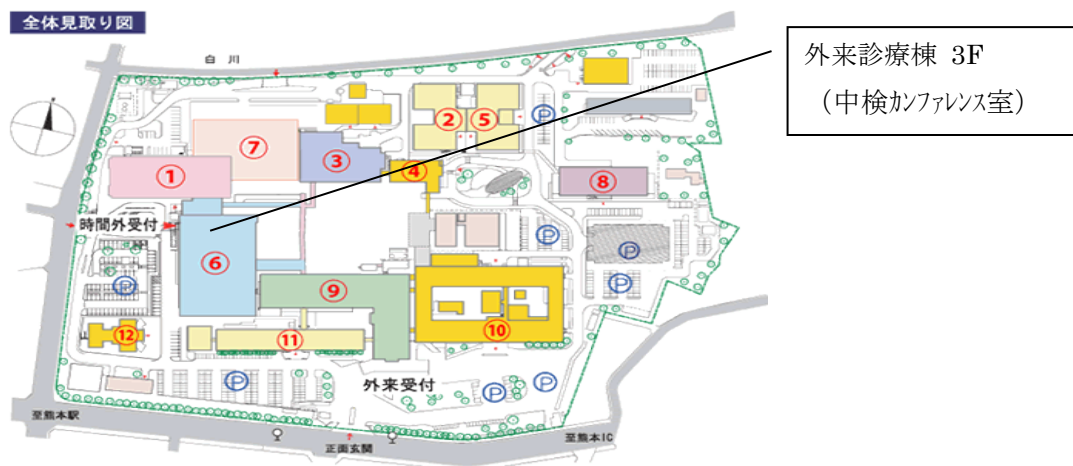 全体見取り図
白川
外来診療棟 3F
（中検カンファレンス室）
② ⑤
Ⓟ
⑦
③
①
④
⑧
時間外受付
⑥
Ⓟ
Ⓟ
Ⓟ
Ⓟ
⑨
⑫
⑪
⑩
Ⓟ
外来受付
Ⓟ
Ⓟ
至熊本駅
正面玄関
至熊本IC